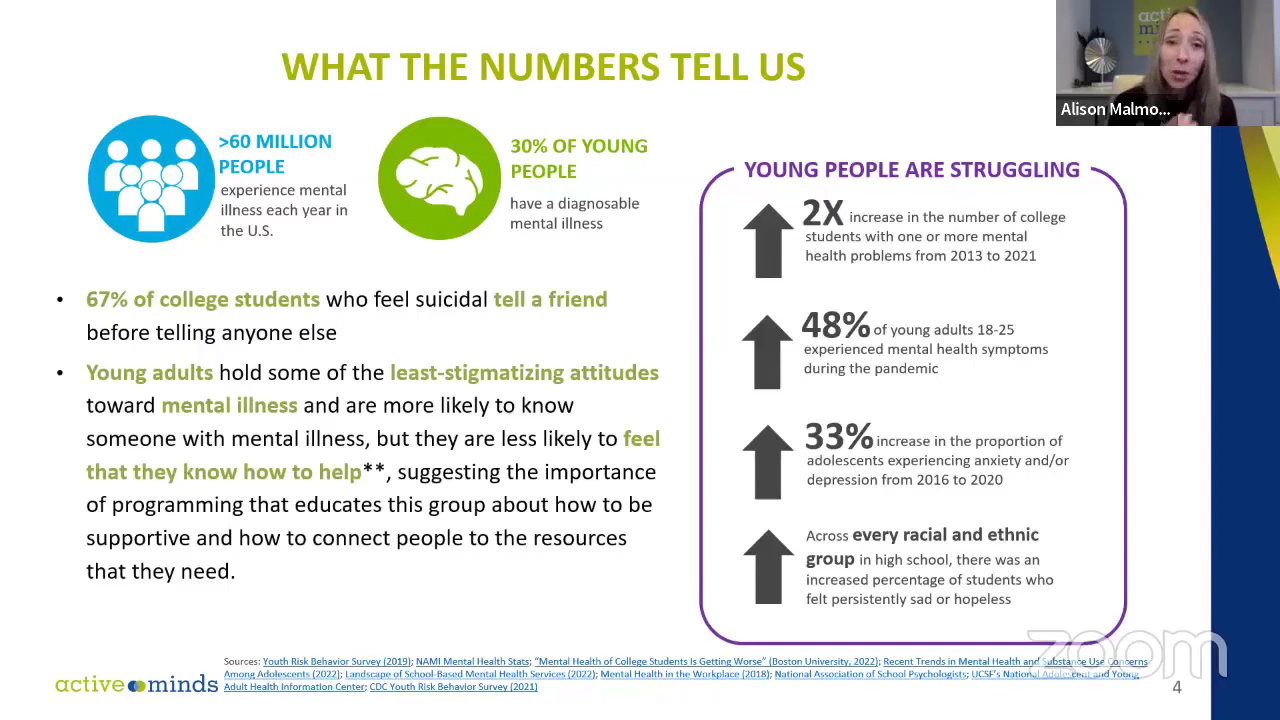 WHAT THE NUMBERS TELL US
active
minds
Alison Malmo...
>60 MILLION
PEOPLE
experience mental
illness each year in
the U.S.
30% OF YOUNG
PEOPLE
have a diagnosable
mental illness
• 67% of college students who feel suicidal tell a friend
before telling anyone else
• Young adults hold some of the least-stigmatizing attitudes
toward mental illness and are more likely to know
someone with mental illness, but they are less likely to feel
that they know how to help**, suggesting the importance
of programming that educates this group about how to be
supportive and how to connect people to the resources
that they need.
YOUNG PEOPLE ARE STRUGGLING
2X increase in the number of college
students with one or more mental
health problems from 2013 to 2021
48% of young adults 18-25
experienced mental health symptoms
during the pandemic
33% increase in the proportion of
adolescents experiencing anxiety and/or
depression from 2016 to 2020
Across every racial and ethnic
group in high school, there was an
increased percentage of students who
felt persistently sad or hopeless
active minds
Sources: Youth Risk Behavior Survey (2019); NAMI Mental Health Stats; "Mental Health of College Students Is Getting Worse" (Boston University, 2022); Recent Trends in Mental Health and Substance Use Concerns
Among Adolescents (2022); Landscape of School-Based Mental Health Services (2022); Mental Health in the Workplace (2018); National Association of School Psychologists; UCSF's National Adolescent and Young
Adult Health Information Center; CDC Youth Risk Behavior Survey (2021)
zoom
4